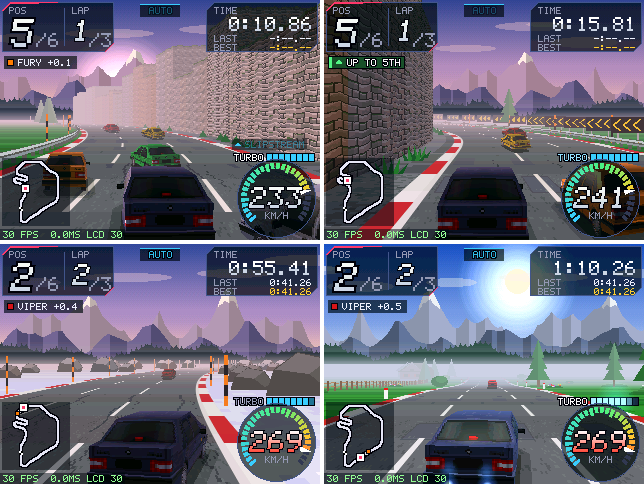 POS LAP AUTO TIME
5/6 1/3 0:10.86
LAST -:--.--
BEST -:--.--
FURY +0.1
SLIPSTREAM
TURBO
233
KM/H
30 FPS 0.0MS LCD 30
POS LAP AUTO TIME
5/6 1/3 0:15.81
LAST -:--.--
BEST -:--.--
UP TO 5TH
TURBO
241
KM/H
30 FPS 0.0MS LCD 30
POS LAP AUTO TIME
2/6 2/3 0:55.41
LAST 0:41.26
BEST 0:41.26
VIPER +0.4
TURBO
269
KM/H
30 FPS 0.0MS LCD 30
POS LAP AUTO TIME
2/6 2/3 1:10.26
LAST 0:41.26
BEST 0:41.26
VIPER +0.5
TURBO
269
KM/H
30 FPS 0.0MS LCD 30